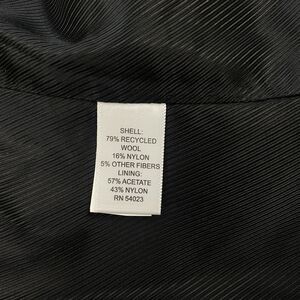 SHELL:
79% RECYCLED
WOOL
16% NYLON
5% OTHER FIBERS
LINING:
57% ACETATE
43% NYLON
RN 54023